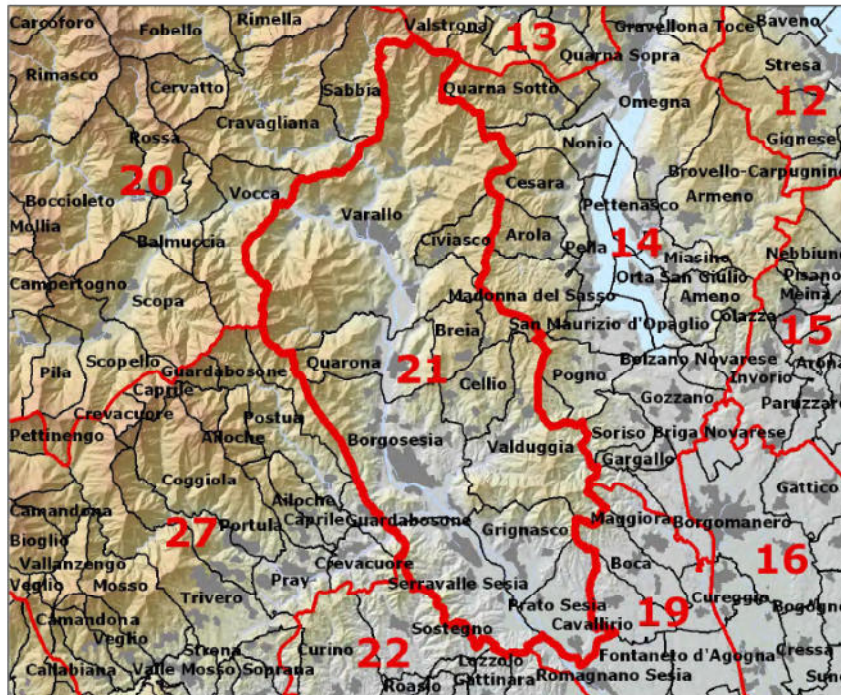 Carcoforo
Fobello
Rimella
Valstrona
13
Gravellona Toce
Baveno
Rimasco
Cervatto
Sabbia
Quarna Sopra
Stresa
Quarna Sotto
Omegna
12
Cravagliana
Rossa
Nonio
Gignese
20
Boccioleto
Vocca
Varallo
Cesara
Brovello-Carpugnino
Armeno
Pettenasco
Mollia
Balmuccia
Civiasco
Arola
Pella
14
Miasino
Nebbiuno
Campertogno
Orta San Giulio
Pisano
Scopa
Madonna del Sasso
Ameno
Meina
Colazza
Breia
San Maurizio d'Opaglio
15
Pila
Scopello
Guardabosone
Quarona
21
Cellio
Pogno
Bolzano Novarese
Invorio
Arona
Caprile
Gozzano
Paruzzaro
Crevacuore
Postua
Pettinengo
Ailoche
Borgosesia
Valduggia
Soriso
Briga Novarese
Gargallo
Coggiola
Gattico
Camandona
Ailoche
Bioglio
27
Portula
Caprile
Guardabosone
Grignasco
Maggiora
Borgomanero
16
Vallanzengo
Crevacuore
Boca
Veglio
Mosso
Pray
Serravalle Sesia
Trivero
Prato Sesia
19
Cureggio
Bogogno
Camandona
Cavallirio
Veglio
Strona
Curino
22
Sostegno
Lozzolo
Fontaneto d'Agogna
Cressa
Callabiana
Valle Mosso
Soprana
Gattinara
Romagnano Sesia
Roasio
Suno